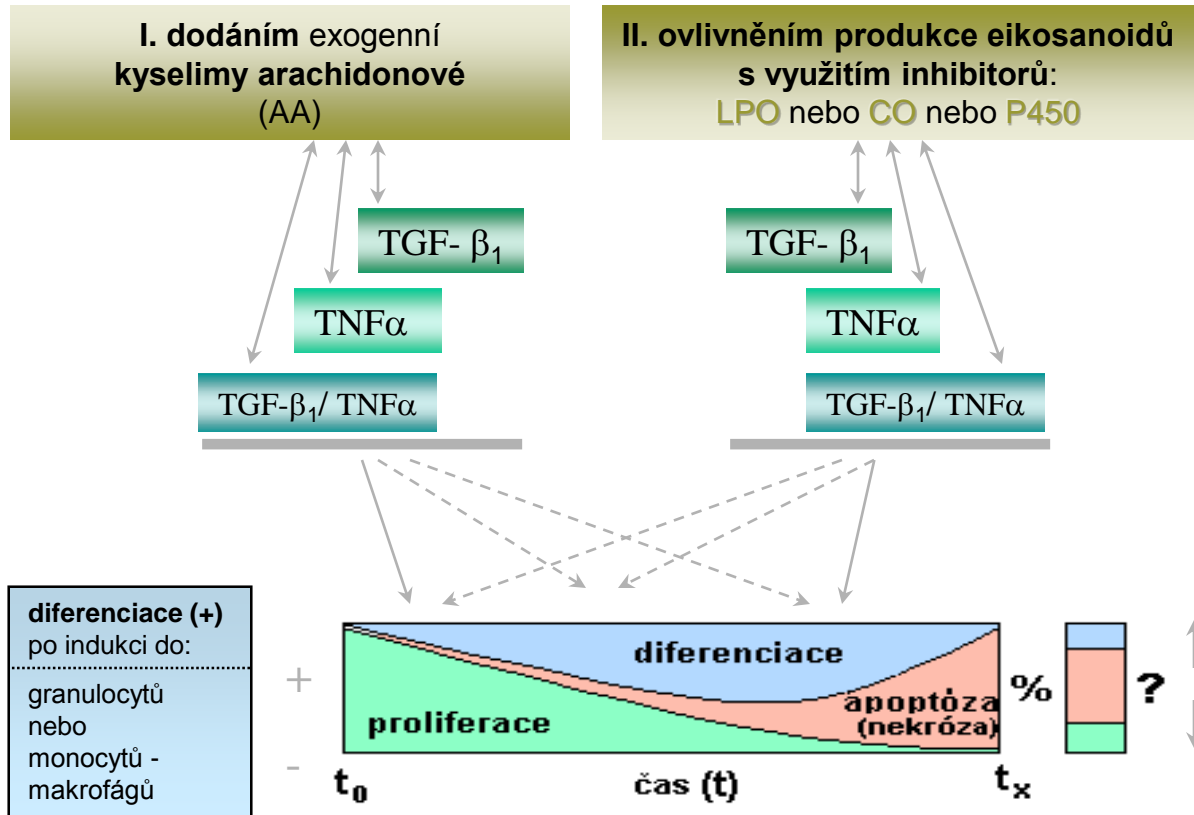 I. dodáním exogenní
kyselimy arachidonové
(AA)
II. ovlivněním produkce eikosanoidů
s využitím inhibitorů:
LPO nebo CO nebo P450
TGF- β₁
TNFα
TGF-β₁/ TNFα
TGF- β₁
TNFα
TGF-β₁/ TNFα
diferenciace (+)
po indukci do:
granulocytů
nebo
monocytů -
makrofágů
+
-
diferenciace
proliferace
apoptóza
(nekróza)
% ?
t₀
čas (t)
tₓ